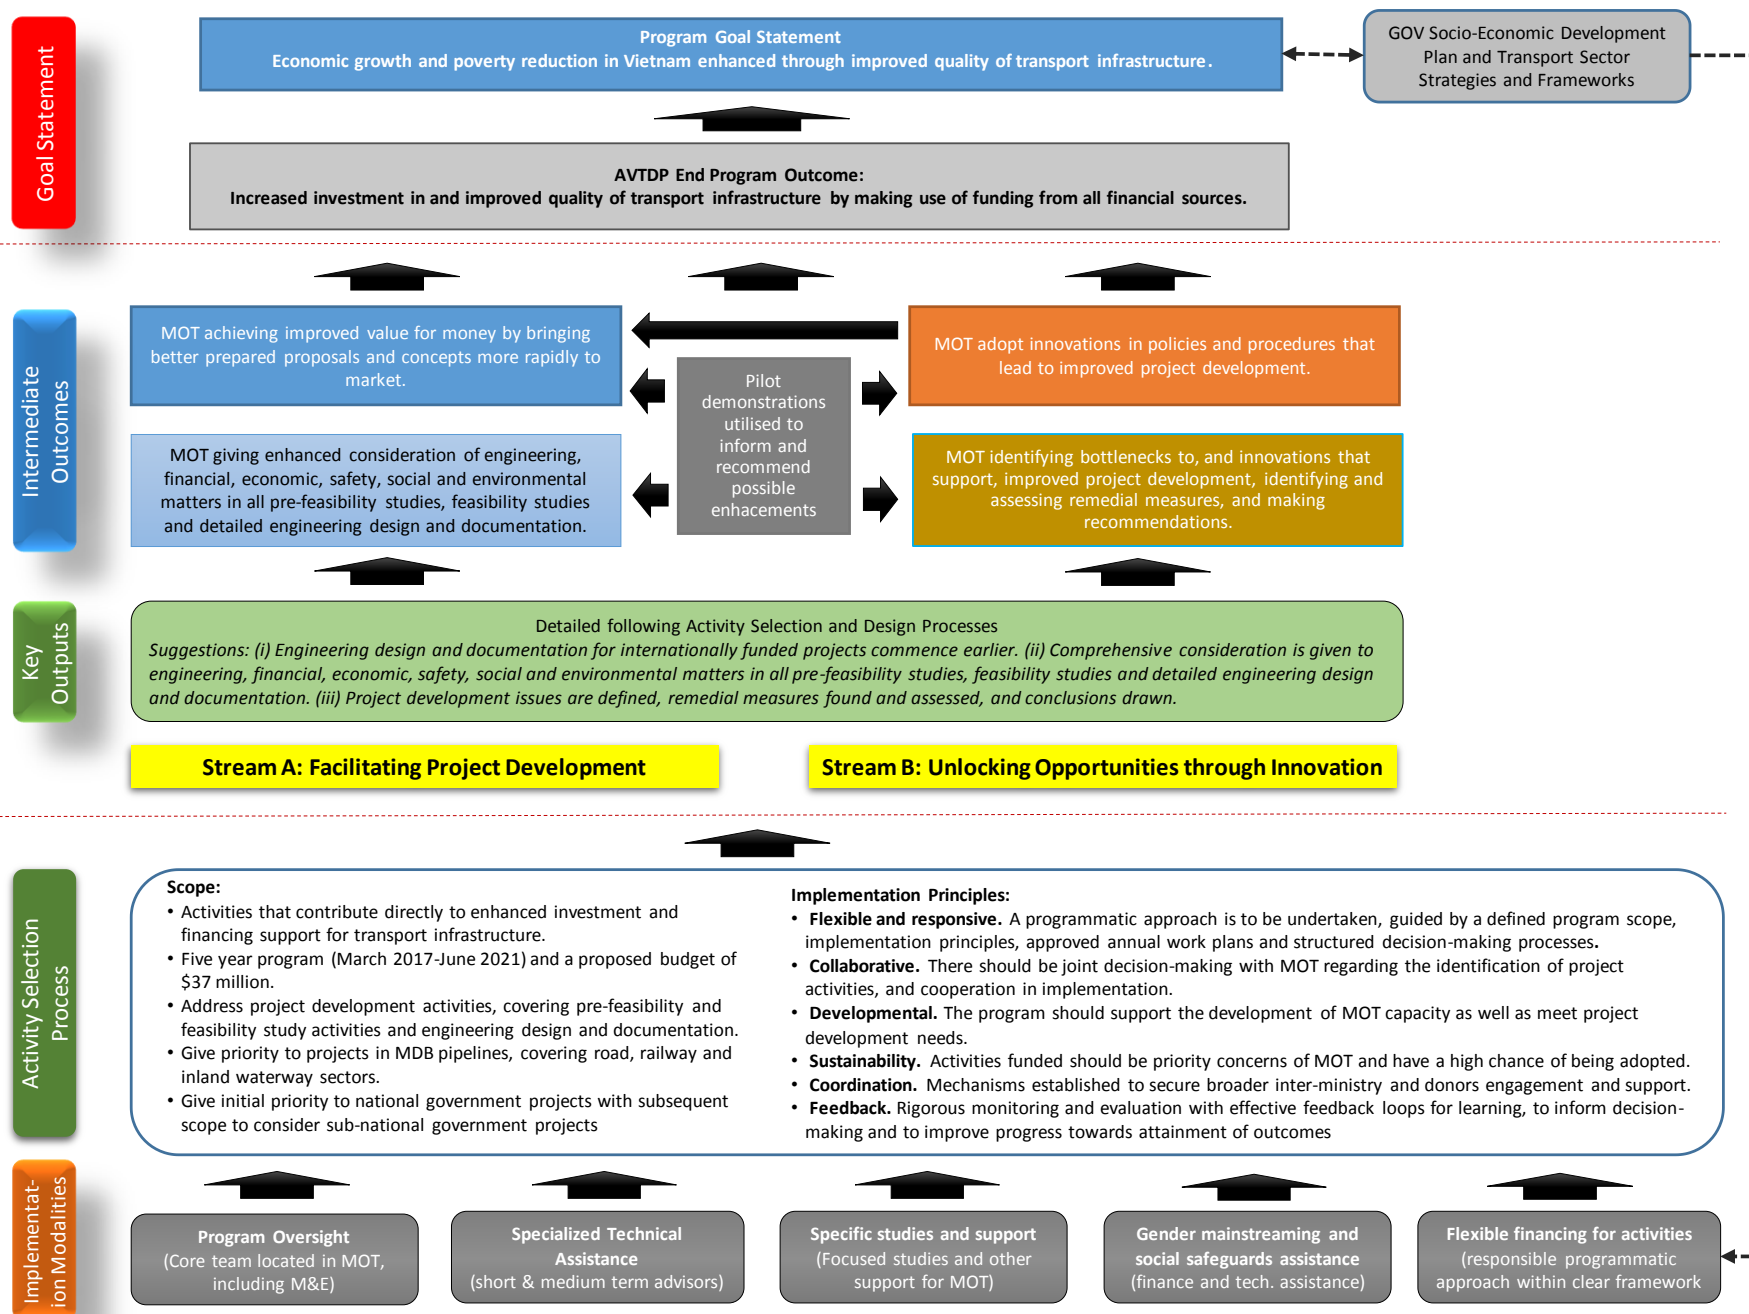 Goal Statement
Program Goal Statement
Economic growth and poverty reduction in Vietnam enhanced through improved quality of transport infrastructure.
GOV Socio-Economic Development
Plan and Transport Sector
Strategies and Frameworks
AVTDP End Program Outcome:
Increased investment in and improved quality of transport infrastructure by making use of funding from all financial sources.
Intermediate
Outcomes
MOT achieving improved value for money by bringing
better prepared proposals and concepts more rapidly to
market.
MOT adopt innovations in policies and procedures that
lead to improved project development.
Pilot
demonstrations
utilised to
inform and
recommend
possible
enhacements
MOT giving enhanced consideration of engineering,
financial, economic, safety, social and environmental
matters in all pre-feasibility studies, feasibility studies
and detailed engineering design and documentation.
MOT identifying bottlenecks to, and innovations that
support, improved project development, identifying and
assessing remedial measures, and making
recommendations.
Key
Outputs
Detailed following Activity Selection and Design Processes
Suggestions: (i) Engineering design and documentation for internationally funded projects commence earlier. (ii) Comprehensive consideration is given to
engineering, financial, economic, safety, social and environmental matters in all pre-feasibility studies, feasibility studies and detailed engineering design
and documentation. (iii) Project development issues are defined, remedial measures found and assessed, and conclusions drawn.
Stream A: Facilitating Project Development
Stream B: Unlocking Opportunities through Innovation
Activity Selection
Process
Scope:
• Activities that contribute directly to enhanced investment and
financing support for transport infrastructure.
• Five year program (March 2017-June 2021) and a proposed budget of
$37 million.
• Address project development activities, covering pre-feasibility and
feasibility study activities and engineering design and documentation.
• Give priority to projects in MDB pipelines, covering road, railway and
inland waterway sectors.
• Give initial priority to national government projects with subsequent
scope to consider sub-national government projects
Implementation Principles:
• Flexible and responsive. A programmatic approach is to be undertaken, guided by a defined program scope,
implementation principles, approved annual work plans and structured decision-making processes.
• Collaborative. There should be joint decision-making with MOT regarding the identification of project
activities, and cooperation in implementation.
• Developmental. The program should support the development of MOT capacity as well as meet project
development needs.
• Sustainability. Activities funded should be priority concerns of MOT and have a high chance of being adopted.
• Coordination. Mechanisms established to secure broader inter-ministry and donors engagement and support.
• Feedback. Rigorous monitoring and evaluation with effective feedback loops for learning, to inform decision-
making and to improve progress towards attainment of outcomes
Implementat-
ion Modalities
Program Oversight
(Core team located in MOT,
including M&E)
Specialized Technical
Assistance
(short & medium term advisors)
Specific studies and support
(Focused studies and other
support for MOT)
Gender mainstreaming and
social safeguards assistance
(finance and tech. assistance)
Flexible financing for activities
(responsible programmatic
approach within clear framework